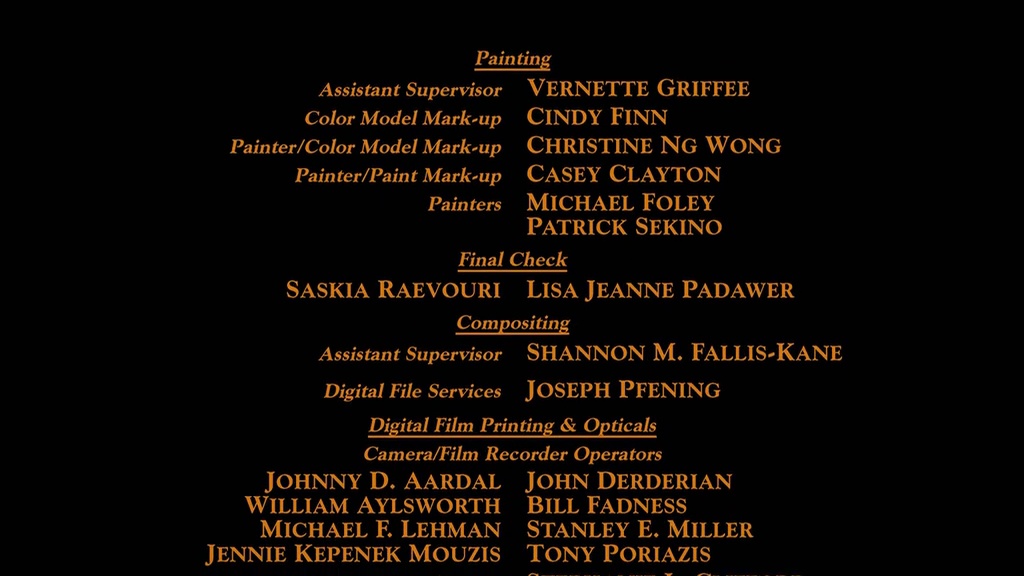 Painting
Assistant Supervisor VERNETTE GRIFFEE
Color Model Mark-up CINDY FINN
Painter/Color Model Mark-up CHRISTINE NG WONG
Painter/Paint Mark-up CASEY CLAYTON
Painters MICHAEL FOLEY
PATRICK SEKINO
Final Check
SASKIA RAEVOURI LISA JEANNE PADAWER
Compositing
Assistant Supervisor SHANNON M. FALLIS-KANE
Digital File Services JOSEPH PFENING
Digital Film Printing & Opticals
Camera/Film Recorder Operators
JOHNNY D. AARDAL JOHN DERDERIAN
WILLIAM AYLSWORTH BILL FADNESS
MICHAEL F. LEHMAN STANLEY E. MILLER
JENNIE KEPENEK MOUZIS TONY PORIAZIS